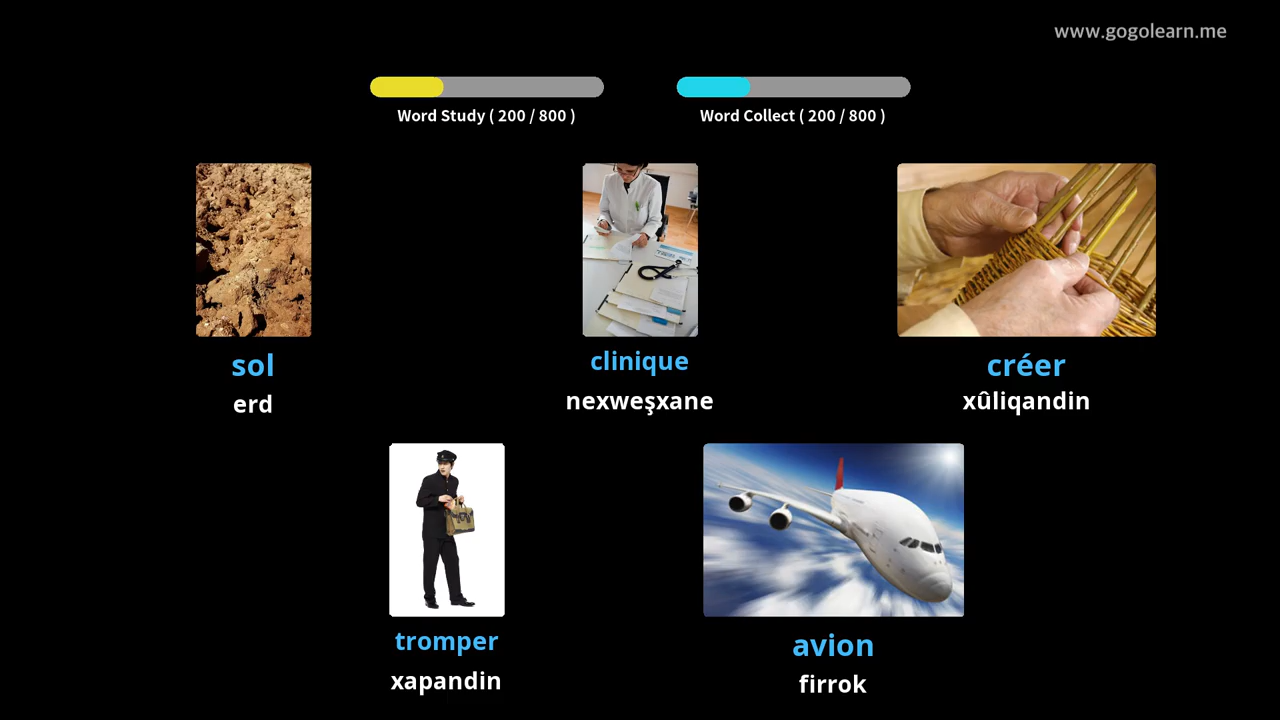 www.gogolearn.me
Word Study ( 200 / 800 )
Word Collect ( 200 / 800 )
sol
erd
clinique
nexweşxane
créer
xûliqandin
tromper
xapandin
avion
firrok